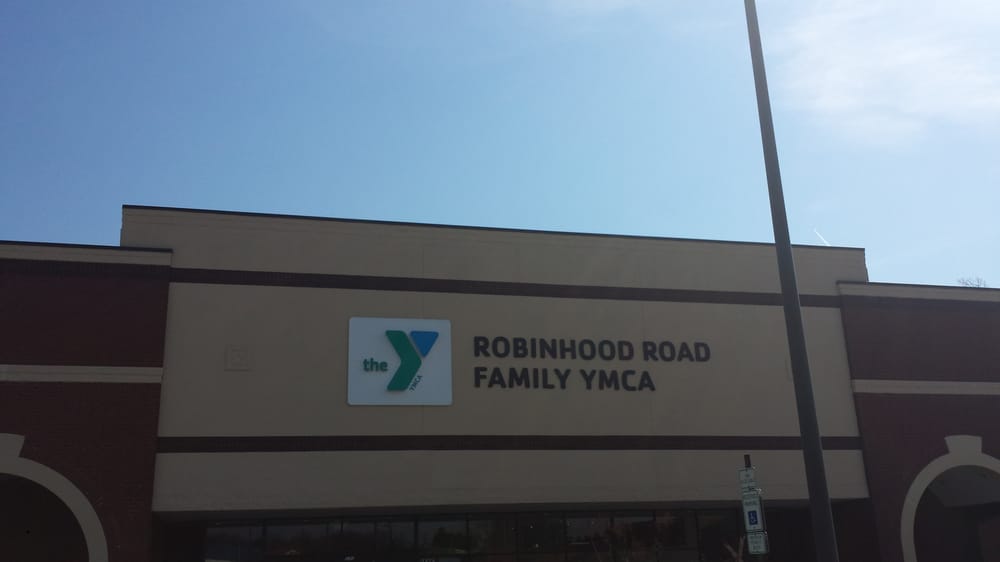 the
YMCA
ROBINHOOD ROAD
FAMILY YMCA